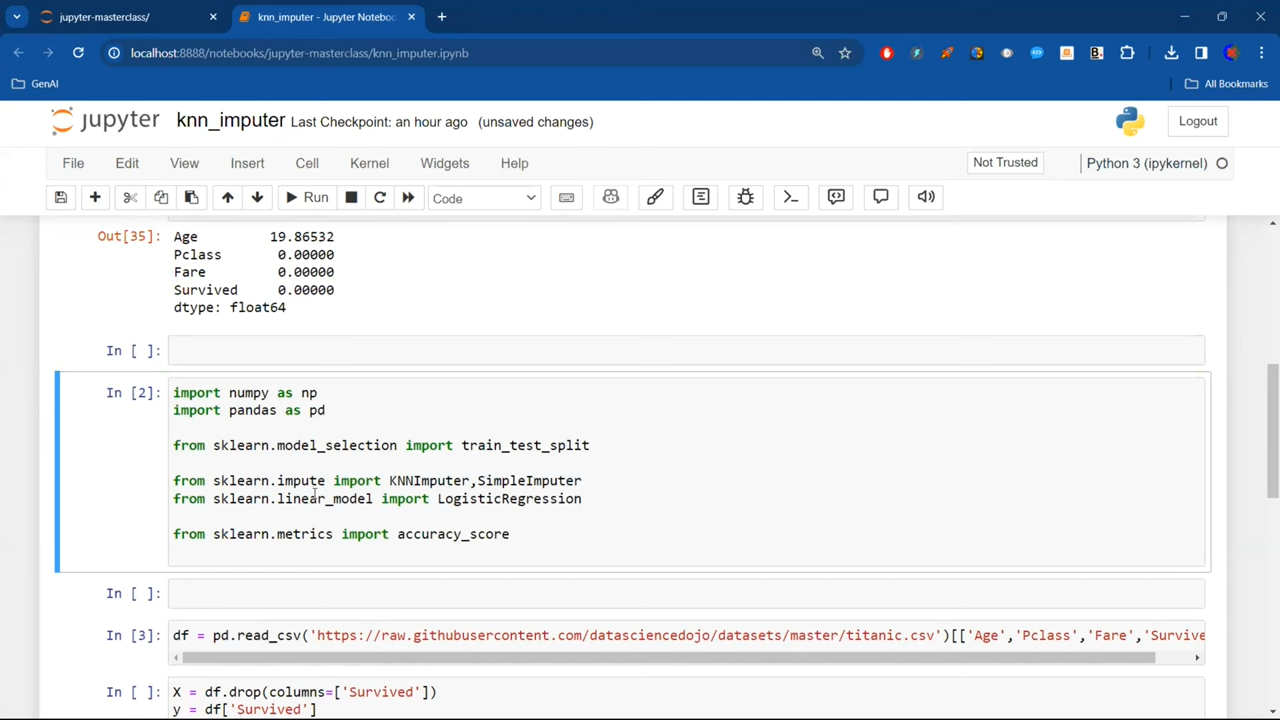 jupyter-masterclass/
knn_imputer - Jupyter Notebo
localhost:8888/notebooks/jupyter-masterclass/knn_imputer.ipynb
GenAI
All Bookmarks
jupyter knn_imputer Last Checkpoint: an hour ago (unsaved changes)
Logout
File Edit View Insert Cell Kernel Widgets Help
Not Trusted
Python 3 (ipykernel)
Run
Code
Out[35]:
Age 19.86532
Pclass 0.00000
Fare 0.00000
Survived 0.00000
dtype: float64
In [ ]:
In [2]:
import numpy as np
import pandas as pd
from sklearn.model_selection import train_test_split
from sklearn.impute import KNNImputer,SimpleImputer
from sklearn.linear_model import LogisticRegression
from sklearn.metrics import accuracy_score
In [ ]:
In [3]:
df = pd.read_csv('https://raw.githubusercontent.com/datasciencedojo/datasets/master/titanic.csv')[['Age','Pclass','Fare','Survive
In [ ]:
X = df.drop(columns=['Survived'])
y = df['Survived']